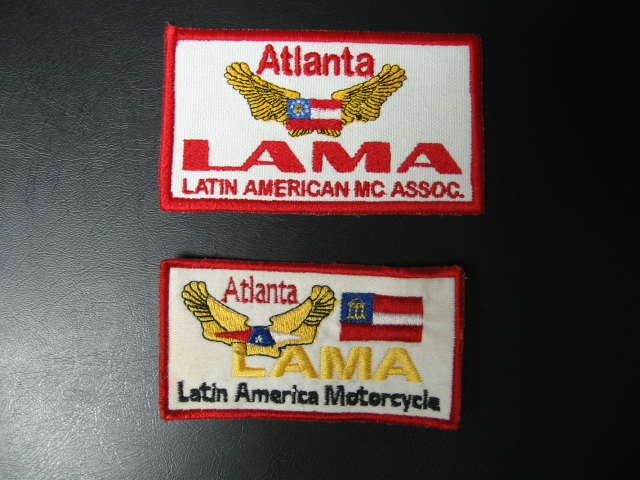 Atlanta
LAMA
LATIN AMERICAN MC ASSOC.
Atlanta
LAMA
Latin America Motorcycle